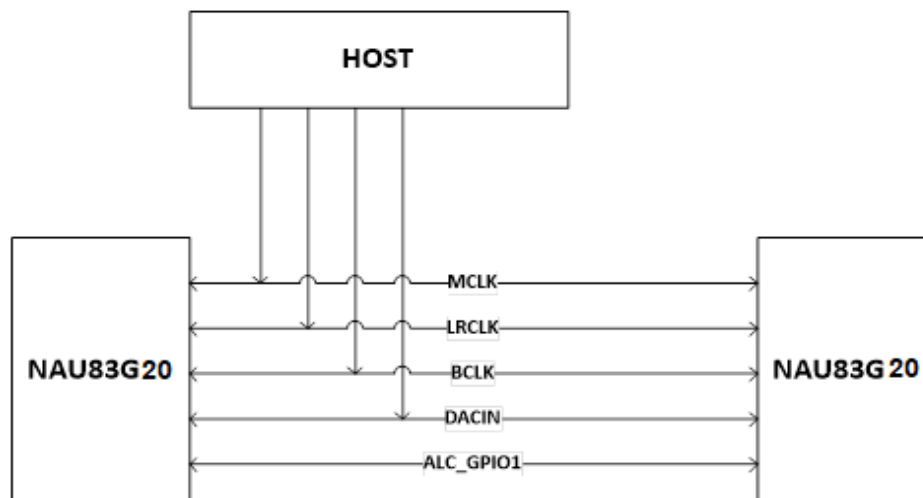 HOST
MCLK
LRCLK
NAU83G20
BCLK
NAU83G20
DACIN
ALC_GPIO1